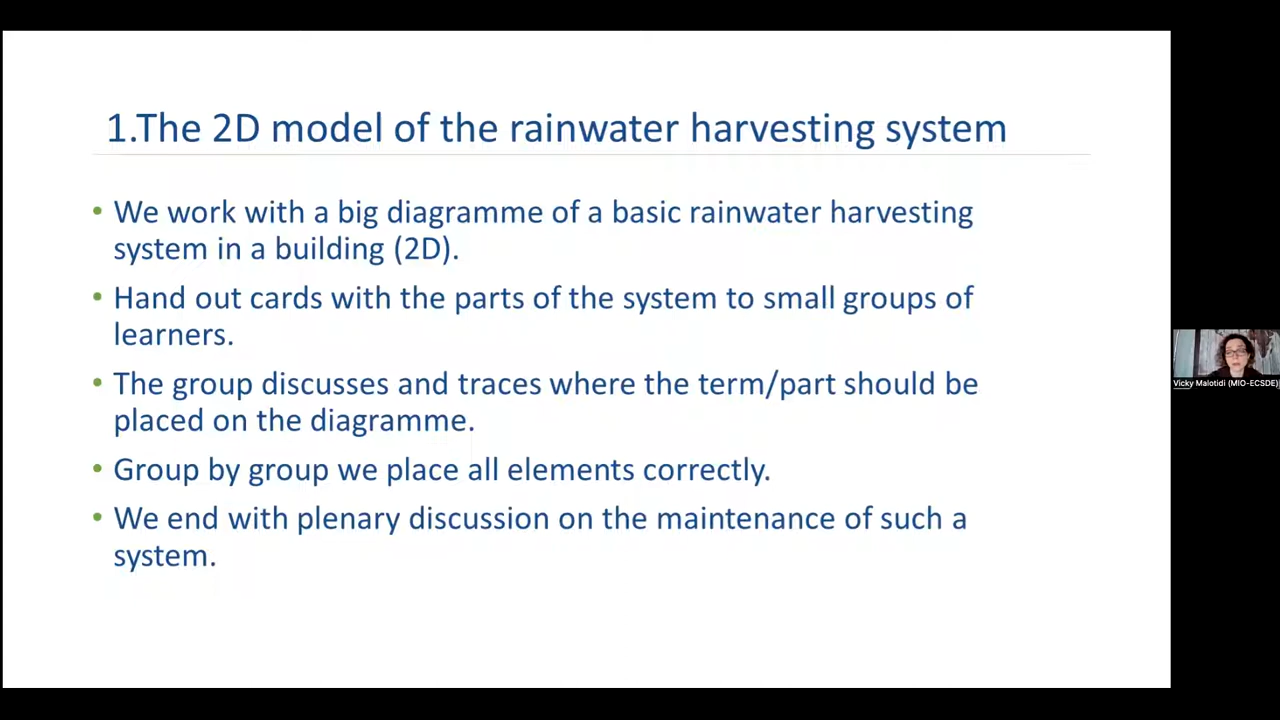 1.The 2D model of the rainwater harvesting system
• We work with a big diagramme of a basic rainwater harvesting
system in a building (2D).
• Hand out cards with the parts of the system to small groups of
learners.
• The group discusses and traces where the term/part should be
placed on the diagramme.
• Group by group we place all elements correctly.
• We end with plenary discussion on the maintenance of such a
system.
Vicky Malotidi (MIO-ECSDE)